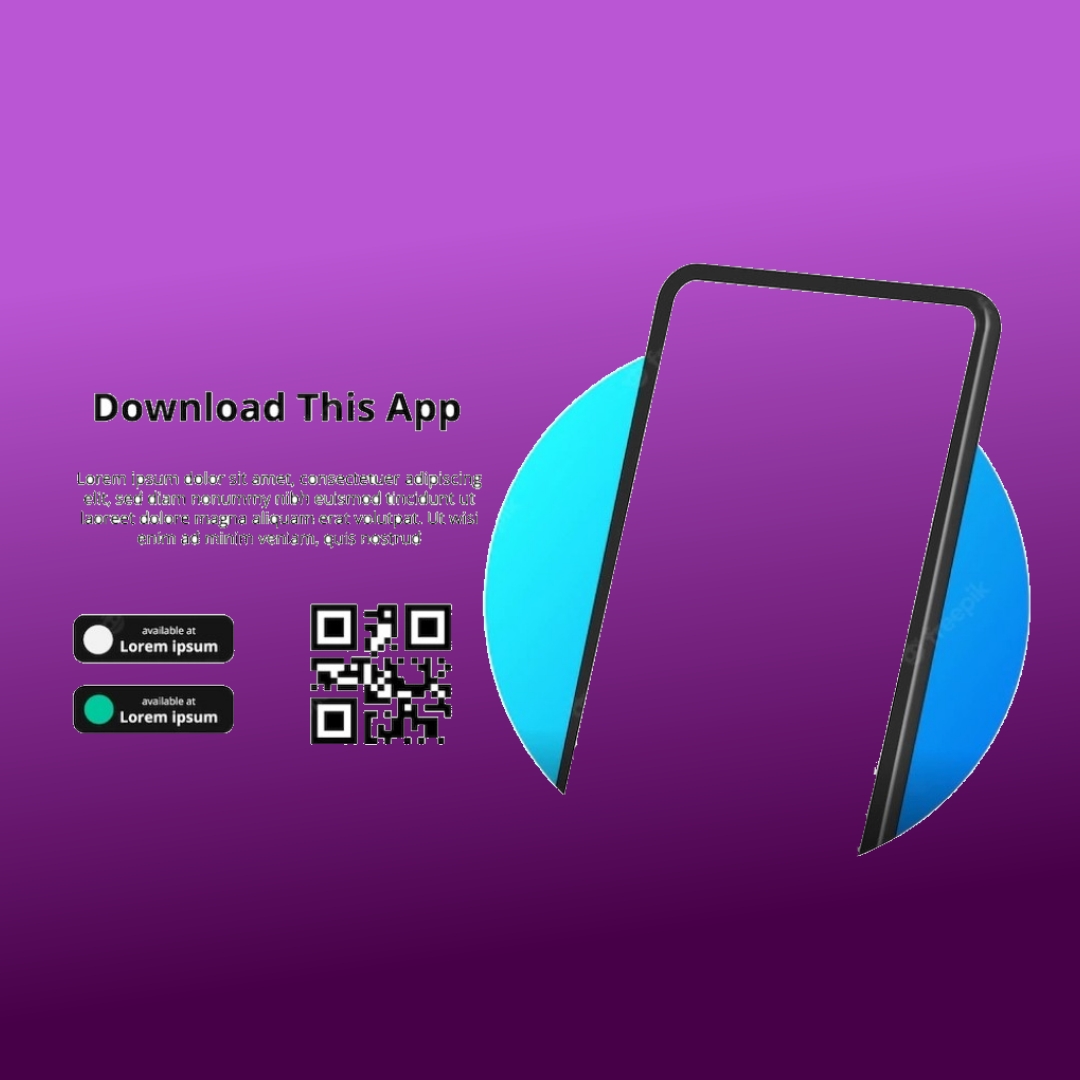 Download This App
Lorem ipsum dolor sit amet, consectetuer adipiscing
elit, sed diam nonummy nibh euismod tincidunt ut
laoreet dolore magna aliquam erat volutpat. Ut wisi
enim ad minim veniam, quis nostrud
available at
Lorem ipsum
available at
Lorem ipsum
freepik